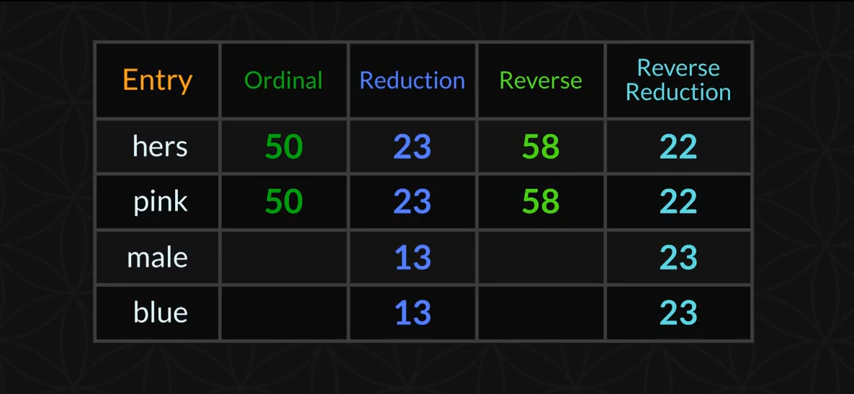 Entry Ordinal Reduction Reverse Reverse Reduction
hers 50 23 58 22
pink 50 23 58 22
male 13 23
blue 13 23